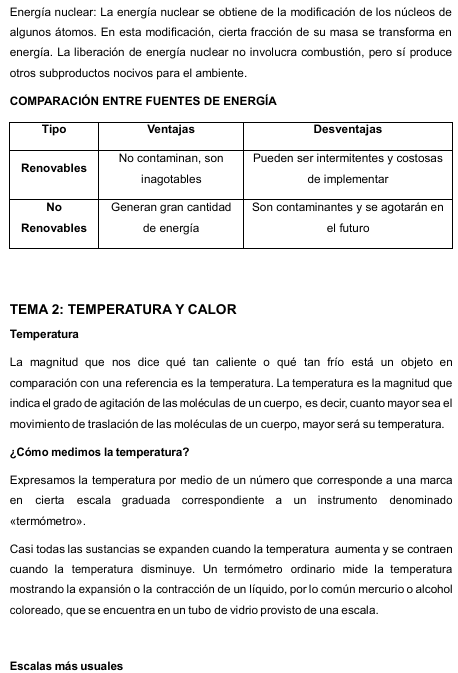 Energía nuclear: La energía nuclear se obtiene de la modificación de los núcleos de
algunos átomos. En esta modificación, cierta fracción de su masa se transforma en
energía. La liberación de energía nuclear no involucra combustión, pero sí produce
otros subproductos nocivos para el ambiente.
COMPARACIÓN ENTRE FUENTES DE ENERGÍA
Tipo Ventajas Desventajas
Renovables
No contaminan, son
inagotables
Pueden ser intermitentes y costosas
de implementar
No
Renovables
Generan gran cantidad
de energía
Son contaminantes y se agotarán en
el futuro
TEMA 2: TEMPERATURA Y CALOR
Temperatura
La magnitud que nos dice qué tan caliente o qué tan frío está un objeto en
comparación con una referencia es la temperatura. La temperatura es la magnitud que
indica el grado de agitación de las moléculas de un cuerpo, es decir, cuanto mayor sea el
movimiento de traslación de las moléculas de un cuerpo, mayor será su temperatura.
¿Cómo medimos la temperatura?
Expresamos la temperatura por medio de un número que corresponde a una marca
en cierta escala graduada correspondiente a un instrumento denominado
«termómetro».
Casi todas las sustancias se expanden cuando la temperatura aumenta y se contraen
cuando la temperatura disminuye. Un termómetro ordinario mide la temperatura
mostrando la expansión o la contracción de un líquido, por lo común mercurio o alcohol
coloreado, que se encuentra en un tubo de vidrio provisto de una escala.
Escalas más usuales